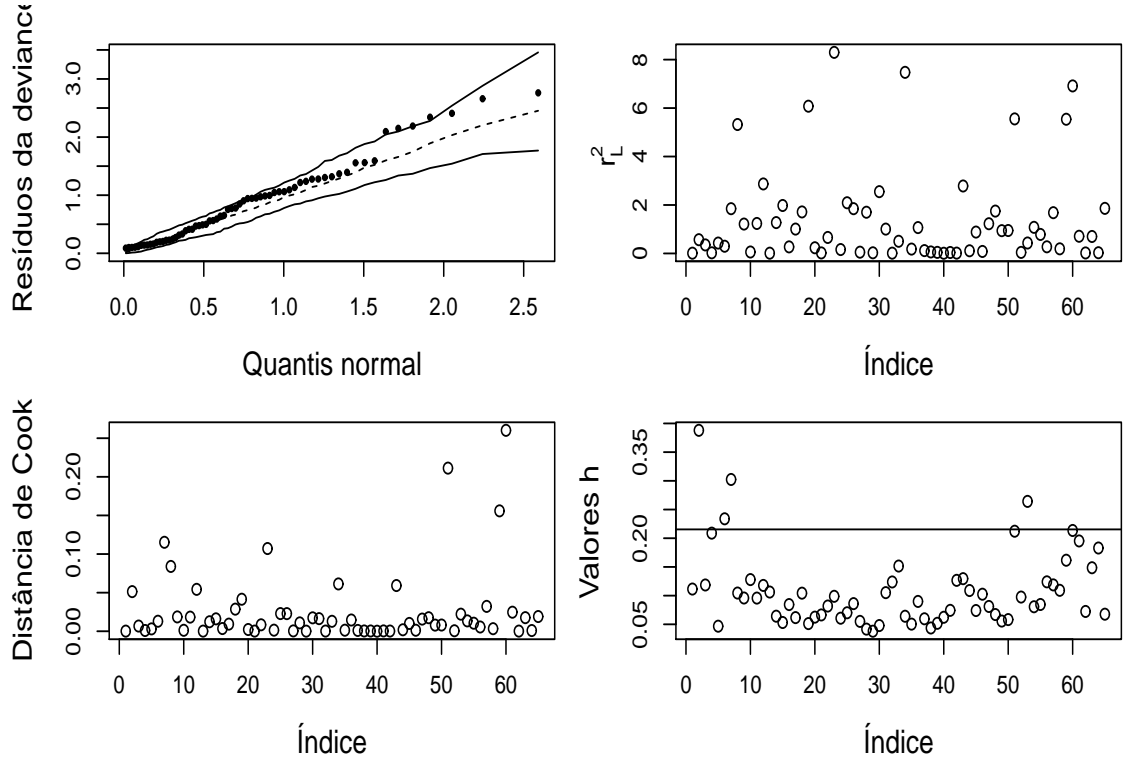 Resíduos da deviance
0.0 1.0 2.0 3.0
0.0 0.5 1.0 1.5 2.0 2.5
Quantis normal
r_L^2
0 2 4 6 8
0 10 20 30 40 50 60
Índice
Distância de Cook
0.00 0.10 0.20
0 10 20 30 40 50 60
Índice
Valores h
0.05 0.20 0.35
0 10 20 30 40 50 60
Índice